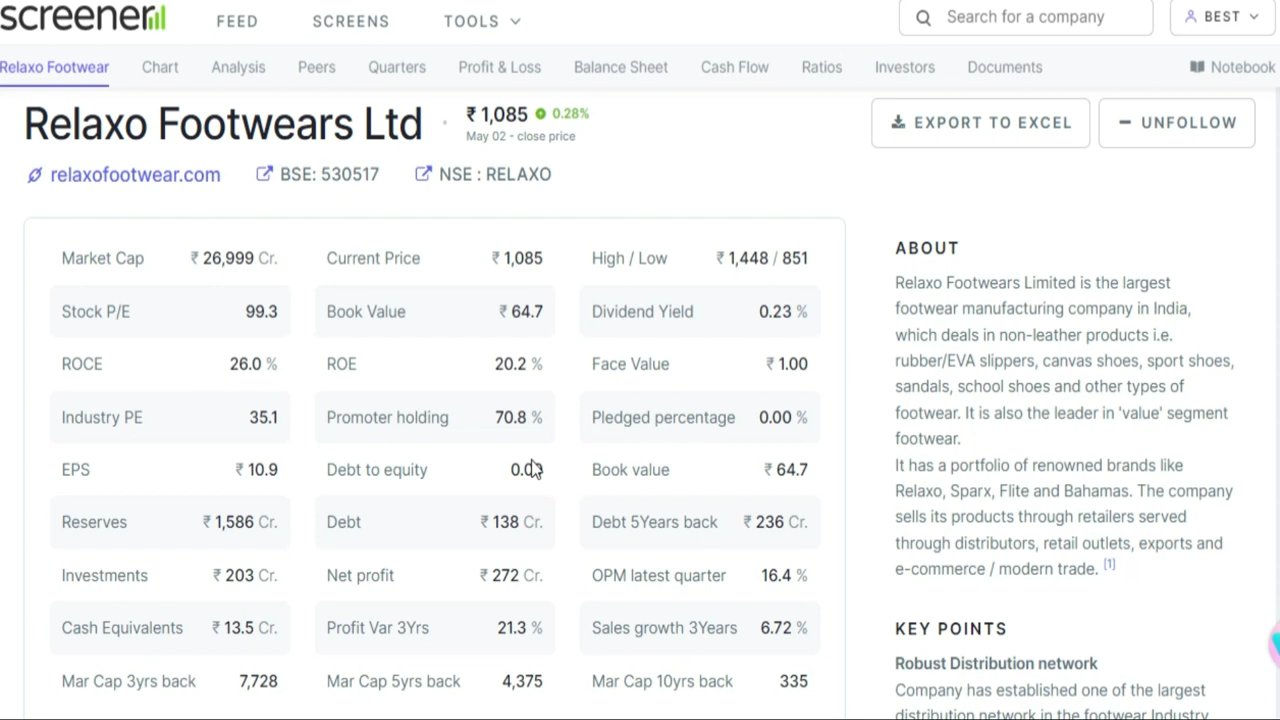 screener
FEED
SCREENS
TOOLS
Search for a company
BEST
Relaxo Footwear
Chart
Analysis
Peers
Quarters
Profit & Loss
Balance Sheet
Cash Flow
Ratios
Investors
Documents
Notebook
Relaxo Footwears Ltd
₹ 1,085 0.28%
May 02 - close price
EXPORT TO EXCEL
UNFOLLOW
relaxofootwear.com
BSE: 530517
NSE : RELAXO
Market Cap ₹ 26,999 Cr.
Current Price ₹ 1,085
High / Low ₹ 1,448 / 851
Stock P/E 99.3
Book Value ₹ 64.7
Dividend Yield 0.23 %
ROCE 26.0 %
ROE 20.2 %
Face Value ₹ 1.00
Industry PE 35.1
Promoter holding 70.8 %
Pledged percentage 0.00 %
EPS ₹ 10.9
Debt to equity
Book value ₹ 64.7
Reserves ₹ 1,586 Cr.
Debt ₹ 138 Cr.
Debt 5Years back ₹ 236 Cr.
Investments ₹ 203 Cr.
Net profit ₹ 272 Cr.
OPM latest quarter 16.4 %
Cash Equivalents ₹ 13.5 Cr.
Profit Var 3Yrs 21.3 %
Sales growth 3Years 6.72 %
Mar Cap 3yrs back 7,728
Mar Cap 5yrs back 4,375
Mar Cap 10yrs back 335
ABOUT
Relaxo Footwears Limited is the largest
footwear manufacturing company in India,
which deals in non-leather products i.e.
rubber/EVA slippers, canvas shoes, sport shoes,
sandals, school shoes and other types of
footwear. It is also the leader in 'value' segment
footwear.
It has a portfolio of renowned brands like
Relaxo, Sparx, Flite and Bahamas. The company
sells its products through retailers served
through distributors, retail outlets, exports and
e-commerce / modern trade. [1]
KEY POINTS
Robust Distribution network
Company has established one of the largest
distribution network in the footwear Industry